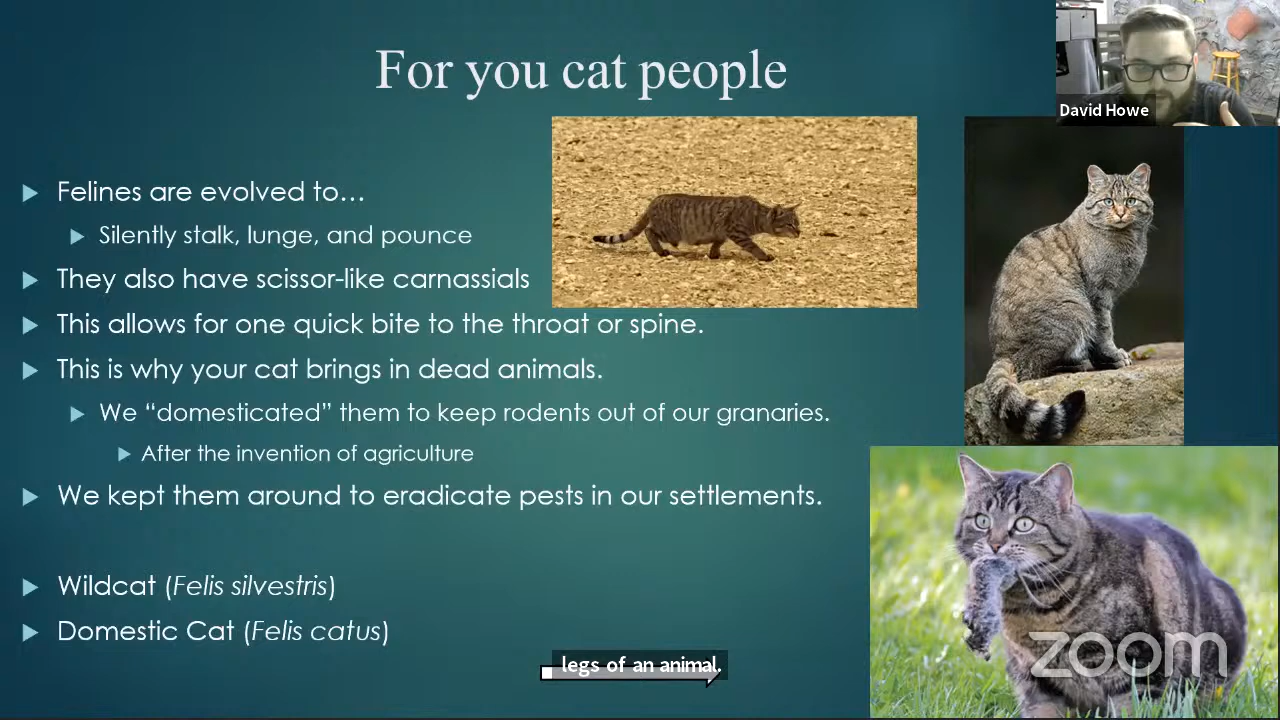 For you cat people
David Howe
Felines are evolved to…
Silently stalk, lunge, and pounce
They also have scissor-like carnassials
This allows for one quick bite to the throat or spine.
This is why your cat brings in dead animals.
We “domesticated” them to keep rodents out of our granaries.
After the invention of agriculture
We kept them around to eradicate pests in our settlements.
Wildcat (Felis silvestris)
Domestic Cat (Felis catus)
legs of an animal.
zoom